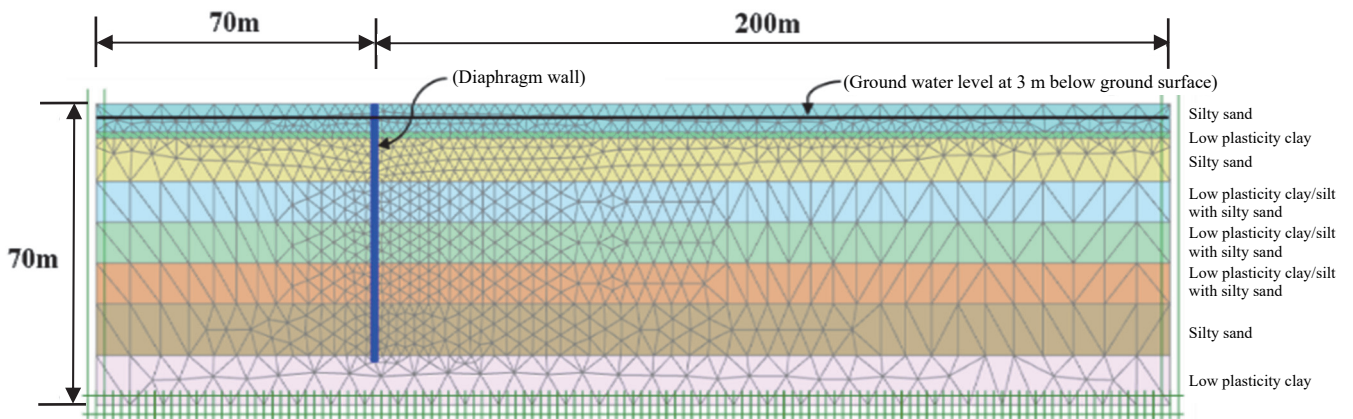 70m
200m
(Diaphragm wall)
(Ground water level at 3 m below ground surface)
Silty sand
Low plasticity clay
Silty sand
Low plasticity clay/silt
with silty sand
Low plasticity clay/silt
with silty sand
70m
Low plasticity clay/silt
with silty sand
Silty sand
Low plasticity clay